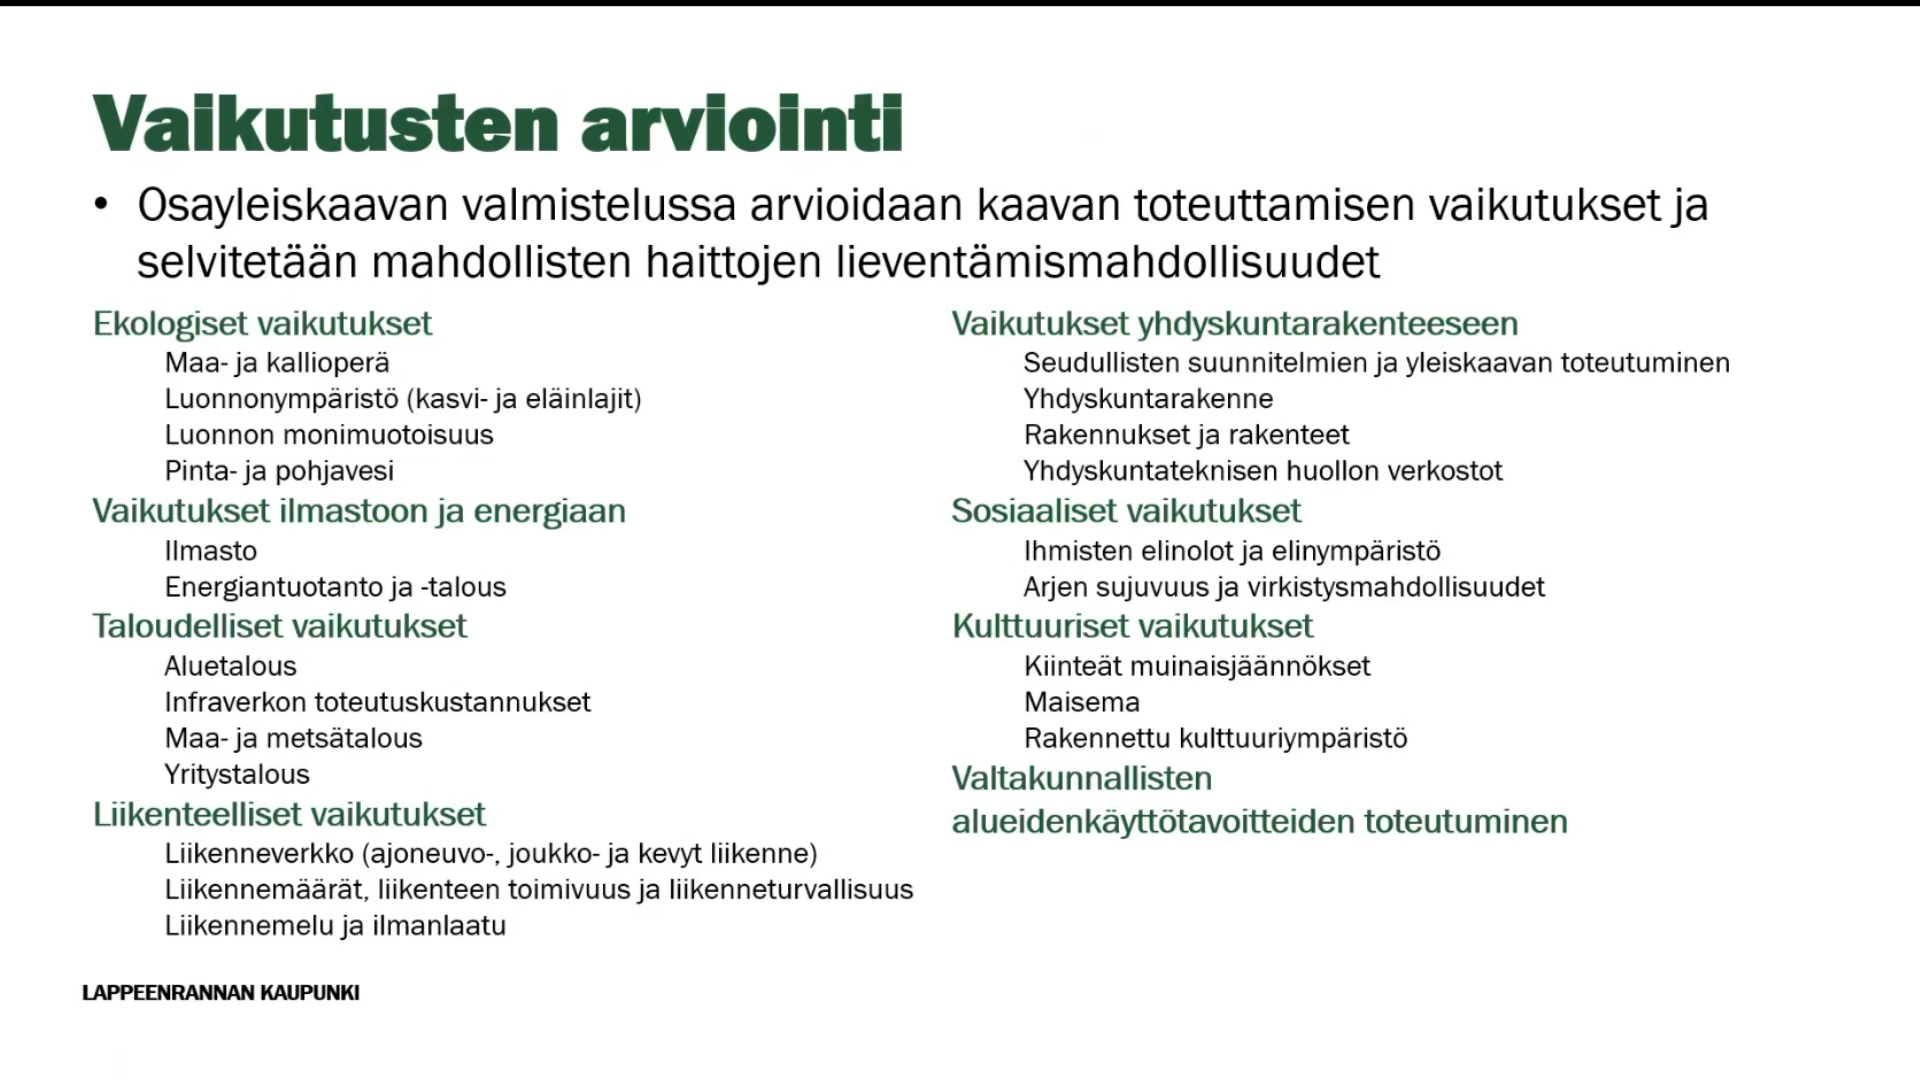 Vaikutusten arviointi
• Osayleiskaavan valmistelussa arvioidaan kaavan toteuttamisen vaikutukset ja
selvitetään mahdollisten haittojen lieventämismahdollisuudet
Ekologiset vaikutukset
Maa- ja kallioperä
Luonnonympäristö (kasvi- ja eläinlajit)
Luonnon monimuotoisuus
Pinta- ja pohjavesi
Vaikutukset ilmastoon ja energiaan
Ilmasto
Energiantuotanto ja -talous
Taloudelliset vaikutukset
Aluetalous
Infraverkon toteutuskustannukset
Maa- ja metsätalous
Yritystalous
Liikenteelliset vaikutukset
Liikenneverkko (ajoneuvo-, joukko- ja kevyt liikenne)
Liikennemäärät, liikenteen toimivuus ja liikenneturvallisuus
Liikennemelu ja ilmanlaatu
Vaikutukset yhdyskuntarakenteeseen
Seudullisten suunnitelmien ja yleiskaavan toteutuminen
Yhdyskuntarakenne
Rakennukset ja rakenteet
Yhdyskuntateknisen huollon verkostot
Sosiaaliset vaikutukset
Ihmisten elinolot ja elinympäristö
Arjen sujuvuus ja virkistysmahdollisuudet
Kulttuuriset vaikutukset
Kiinteät muinaisjäännökset
Maisema
Rakennettu kulttuuriympäristö
Valtakunnallisten
alueidenkäyttötavoitteiden toteutuminen
LAPPEENRANNAN KAUPUNKI